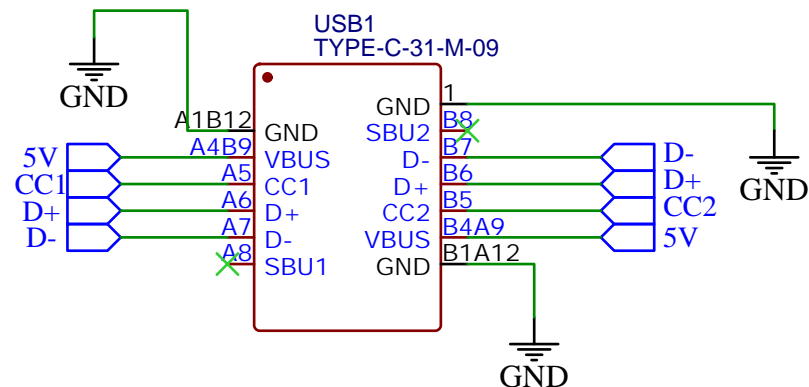 USB1
TYPE-C-31-M-09
GND
A1B12
GND
5V
A4B9
VBUS
CC1
A5
CC1
D+
A6
D+
D-
A7
D-
A8
SBU1
1
GND
B8
SBU2
B7
D-
D-
B6
D+
D+
B5
CC2
CC2
B4A9
VBUS
5V
B1A12
GND
GND
GND